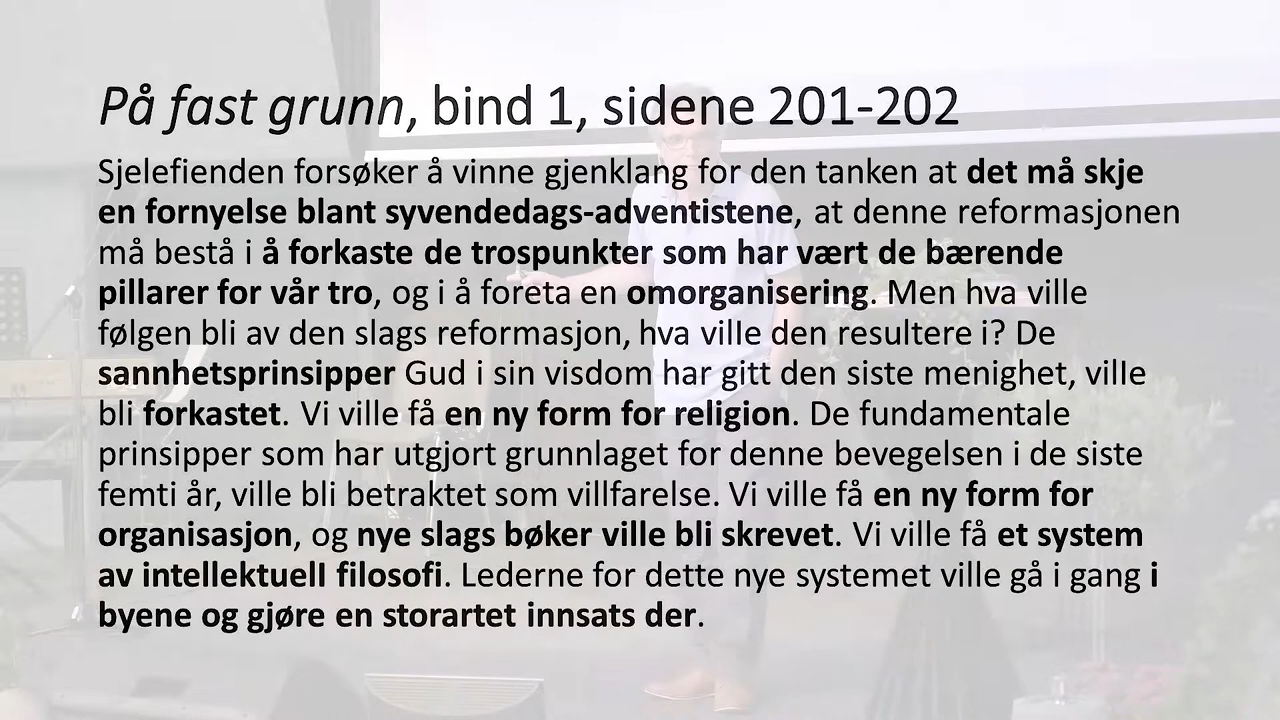 På fast grunn, bind 1, sidene 201-202
Sjelefienden forsøker å vinne gjenklang for den tanken at det må skje
en fornyelse blant syvendedags-adventistene, at denne reformasjonen
må bestå i å forkaste de trospunkter som har vært de bærende
pillarer for vår tro, og i å foreta en omorganisering. Men hva ville
følgen bli av den slags reformasjon, hva ville den resultere i? De
sannhetsprinsipper Gud i sin visdom har gitt den siste menighet, ville
bli forkastet. Vi ville få en ny form for religion. De fundamentale
prinsipper som har utgjort grunnlaget for denne bevegelsen i de siste
femti år, ville bli betraktet som villfarelse. Vi ville få en ny form for
organisasjon, og nye slags bøker ville bli skrevet. Vi ville få et system
av intellektuell filosofi. Lederne for dette nye systemet ville gå i gang i
byene og gjøre en storartet innsats der.